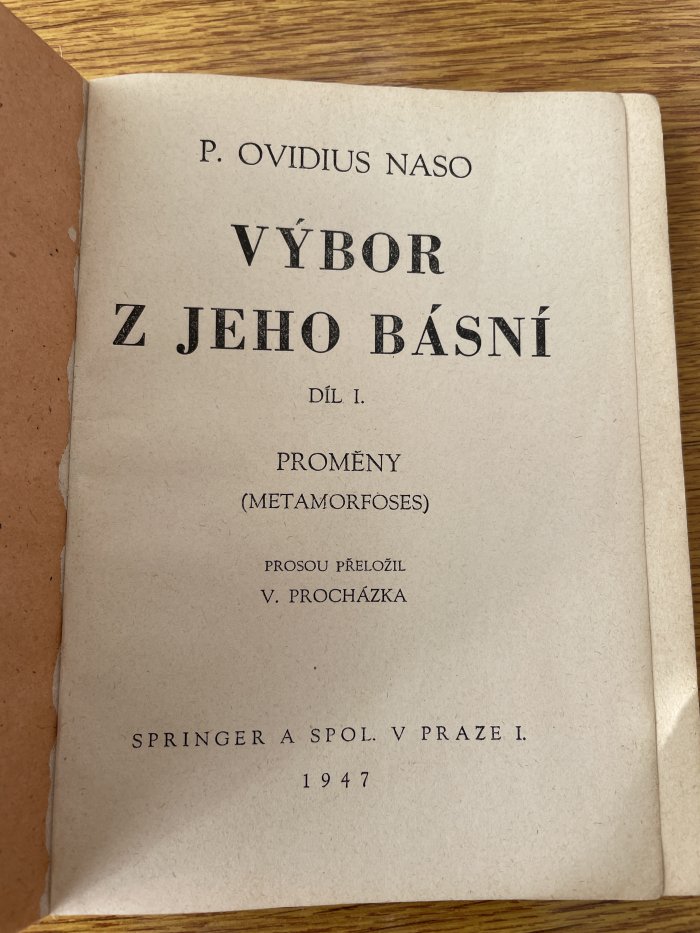 P. OVIDIUS NASO
VÝBOR
Z JEHO BÁSNÍ
DÍL I.
PROMĚNY
(METAMORFOSES)
PROSOU PŘELOŽIL
V. PROCHÁZKA
SPRINGER A SPOL. V PRAZE I.
1947